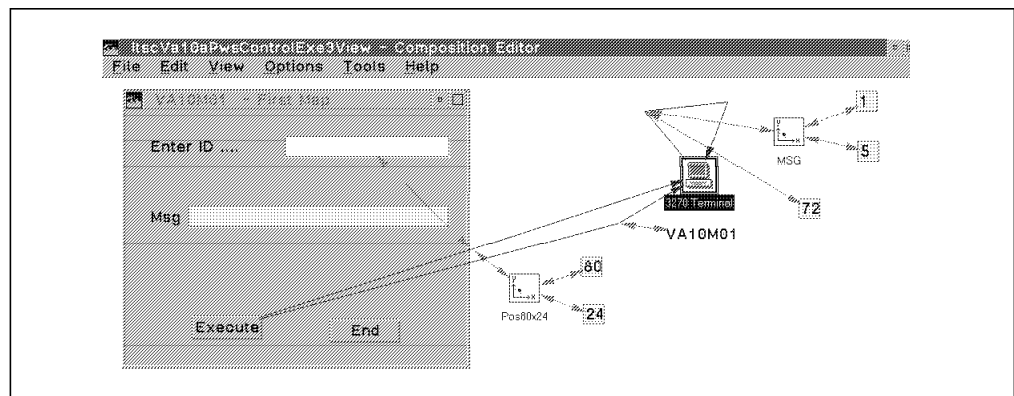 ItscVa10aPwsControlExe3View - Composition Editor
File Edit View Options Tools Help
VA10M01 - First Map
Enter ID ....
Msg
Execute End
1
5
MSG
3270 Terminal
72
VA10M01
80
24
Pos80x24